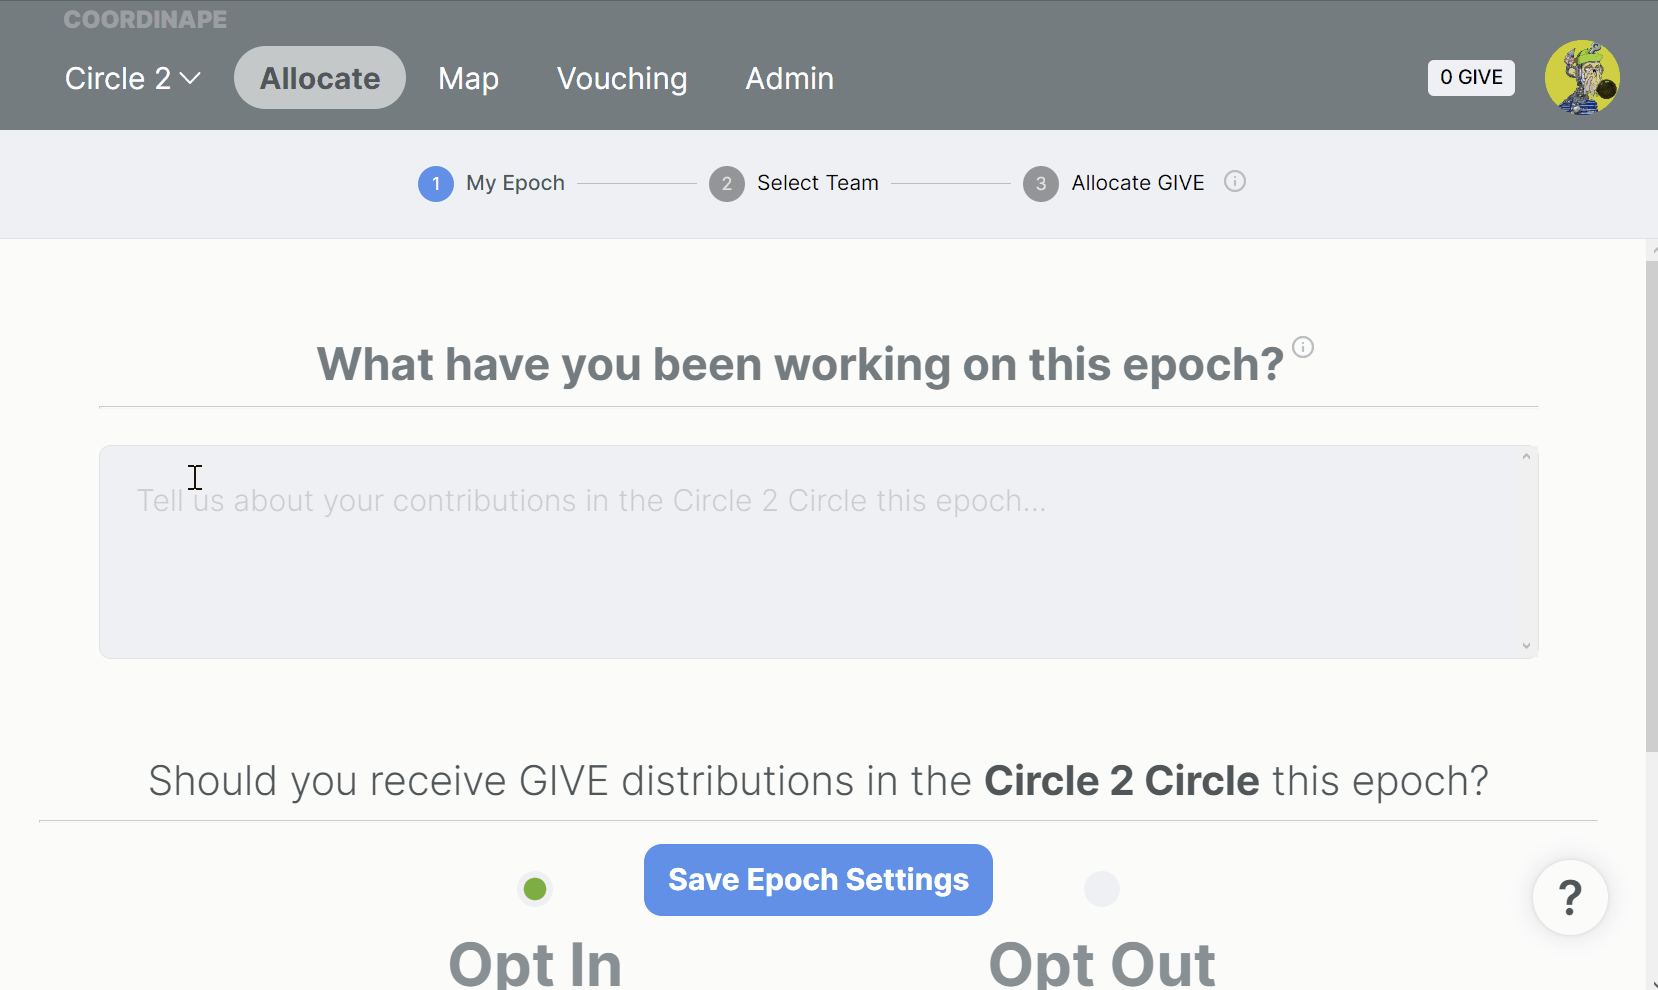 COORDINAPE
Circle 2 Allocate Map Vouching Admin 0 GIVE
1 My Epoch 2 Select Team 3 Allocate GIVE
What have you been working on this epoch?
Tell us about your contributions in the Circle 2 Circle this epoch...
Should you receive GIVE distributions in the Circle 2 Circle this epoch?
Save Epoch Settings
?
Opt In Opt Out